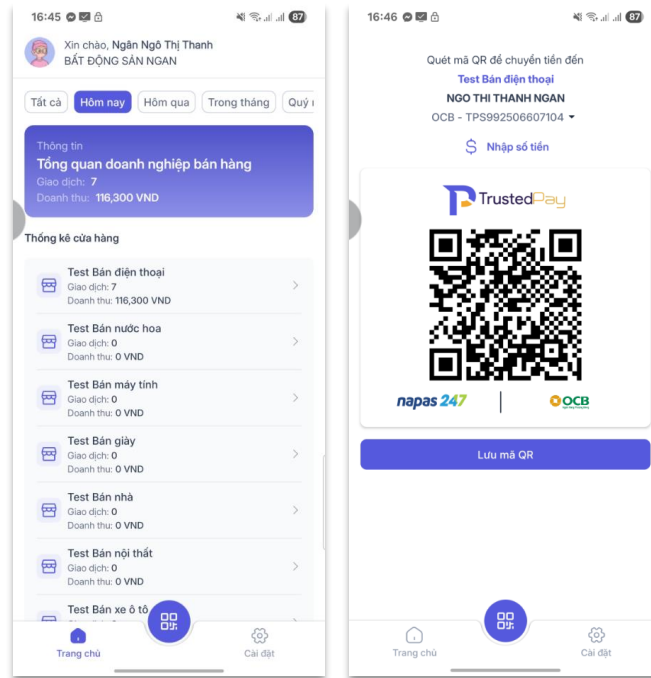 16:45
87
Xin chào, Ngân Ngô Thị Thanh
BẤT ĐỘNG SẢN NGAN
Tất cả
Hôm nay
Hôm qua
Trong tháng
Quý
Thông tin
Tổng quan doanh nghiệp bán hàng
Giao dịch: 7
Doanh thu: 116,300 VND
Thống kê cửa hàng
Test Bán điện thoại
Giao dịch: 7
Doanh thu: 116,300 VND
Test Bán nước hoa
Giao dịch: 0
Doanh thu: 0 VND
Test Bán máy tính
Giao dịch: 0
Doanh thu: 0 VND
Test Bán giày
Giao dịch: 0
Doanh thu: 0 VND
Test Bán nhà
Giao dịch: 0
Doanh thu: 0 VND
Test Bán nội thất
Giao dịch: 0
Doanh thu: 0 VND
Test Bán xe ô tô
Trang chủ
Cài đặt
16:46
87
Quét mã QR để chuyển tiền đến
Test Bán điện thoại
NGO THI THANH NGAN
OCB - TPS992506607104
Nhập số tiền
TrustedPay
napas 247
OCB
Lưu mã QR
Trang chủ
Cài đặt